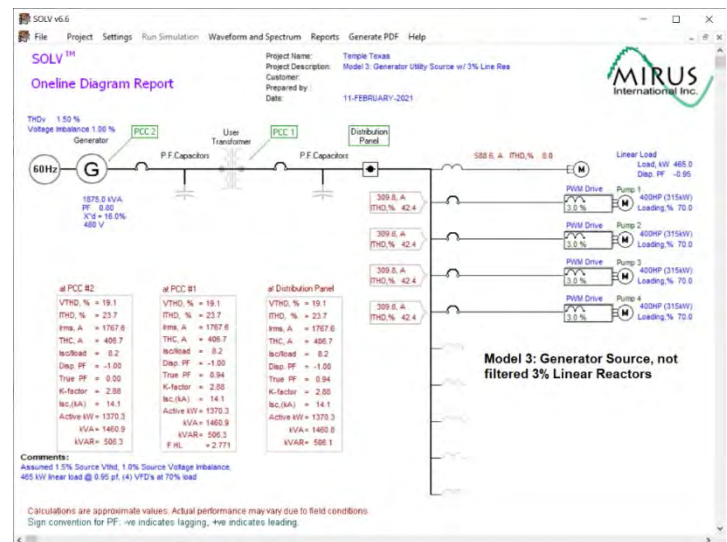 SOLV v6.6
File Project Settings Run Simulation Waveform and Spectrum Reports Generate PDF Help
SOLV™
Oneline Diagram Report
Project Name: Temple Texas
Project Description: Model 3: Generator Utility Source w/ 3% Line Rea
Customer:
Prepared by :
Date: 11-FEBRUARY-2021
MIRUS
International Inc.
THDv 1.50 %
Voltage Imbalance 1.00 %
Generator
PCC 2
User
Transformer
PCC 1
Distribution
Panel
P.F.Capacitors
P.F.Capacitors
60Hz
G
1875.0 kVA
PF 0.80
X"d = 16.0%
480 V
588.6, A ITHD,% 0.0
M
Linear Load
Load, kW 465.0
Disp. PF -0.95
309.8, A
ITHD,% 42.4
PWM Drive
3.0 %
M
Pump 1
400HP (315kW)
Loading,% 70.0
309.8, A
ITHD,% 42.4
PWM Drive
3.0 %
M
Pump 2
400HP (315kW)
Loading,% 70.0
309.8, A
ITHD,% 42.4
PWM Drive
3.0 %
M
Pump 3
400HP (315kW)
Loading,% 70.0
309.8, A
ITHD,% 42.4
PWM Drive
3.0 %
M
Pump 4
400HP (315kW)
Loading,% 70.0
at PCC #2
VTHD, % = 19.1
ITHD, % = 23.7
Irms, A = 1767.6
THC, A = 406.7
Isc/Iload = 8.2
Disp. PF = -1.00
True PF = 0.00
K-factor = 2.88
Isc,(kA) = 14.1
Active kW = 1370.3
kVA= 1460.9
kVAR= 506.3
at PCC #1
VTHD, % = 19.1
ITHD, % = 23.7
Irms, A = 1767.6
THC, A = 406.7
Isc/Iload = 8.2
Disp. PF = -1.00
True PF = 0.94
K-factor = 2.88
Isc,(kA) = 14.1
Active kW = 1370.3
kVA= 1460.9
kVAR= 506.3
F HL = 2.771
at Distribution Panel
VTHD, % = 19.1
ITHD, % = 23.7
Irms, A = 1767.6
THC, A = 406.7
Isc/Iload = 8.2
Disp. PF = -1.00
True PF = 0.94
K-factor = 2.88
Isc,(kA) = 14.1
Active kW = 1370.3
kVA= 1460.8
kVAR= 506.1
Model 3: Generator Source, not
filtered 3% Linear Reactors
Comments:
Assumed 1.5% Source Vthd, 1.0% Source Voltage Imbalance,
465 kW linear load @ 0.95 pf, (4) VFD's at 70% load
Calculations are approximate values. Actual performance may vary due to field conditions.
Sign convention for PF: -ve indicates lagging, +ve indicates leading.